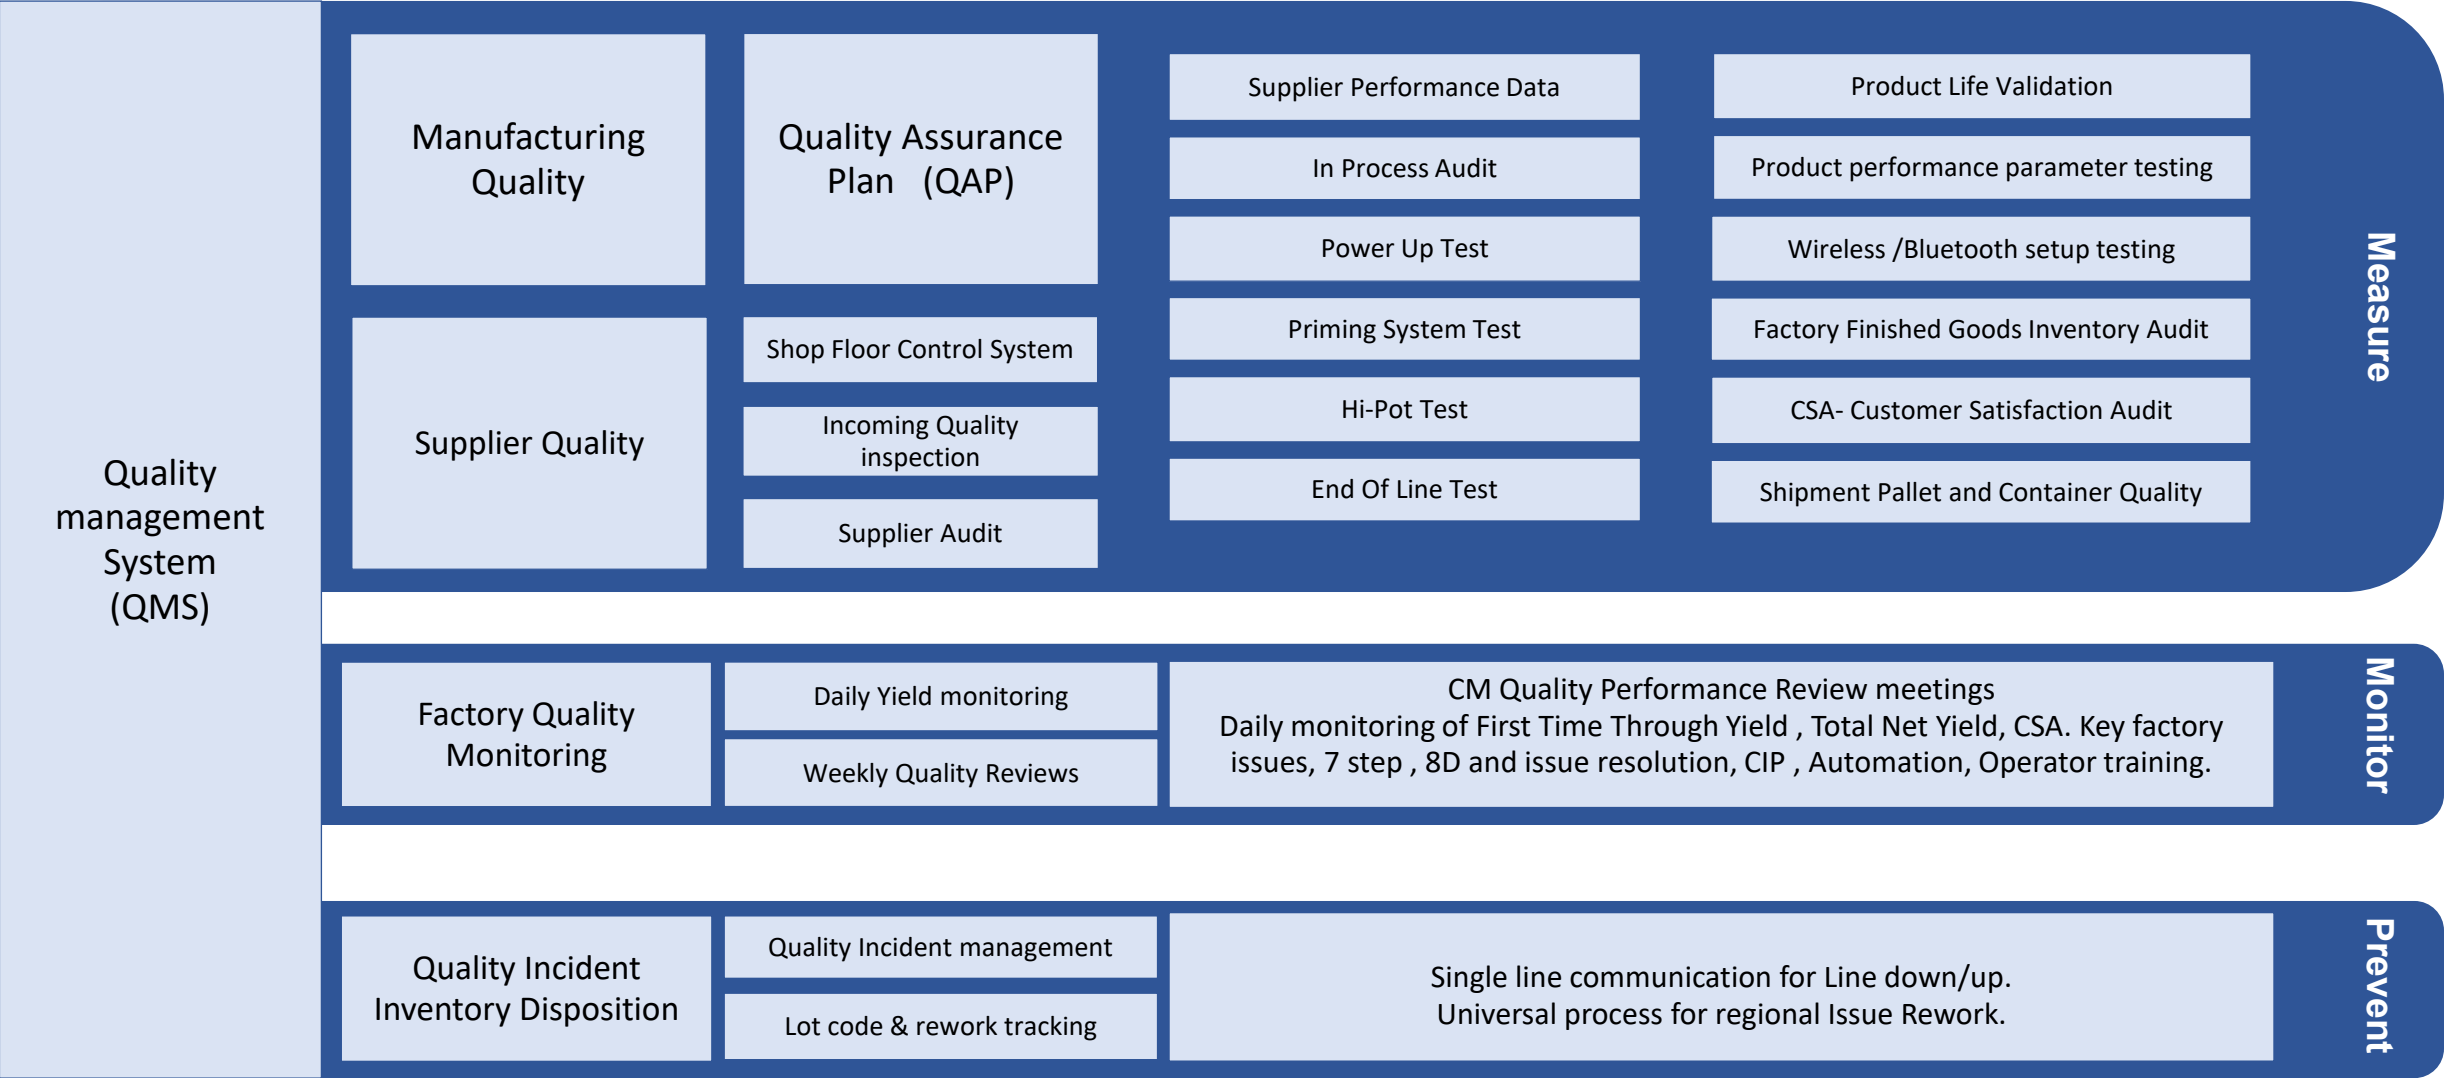 Quality
management
System
(QMS)
Manufacturing
Quality
Quality Assurance
Plan (QAP)
Supplier Quality
Shop Floor Control System
Incoming Quality
inspection
Supplier Audit
Supplier Performance Data
In Process Audit
Power Up Test
Priming System Test
Hi-Pot Test
End Of Line Test
Product Life Validation
Product performance parameter testing
Wireless /Bluetooth setup testing
Factory Finished Goods Inventory Audit
CSA- Customer Satisfaction Audit
Shipment Pallet and Container Quality
Measure
Factory Quality
Monitoring
Daily Yield monitoring
Weekly Quality Reviews
CM Quality Performance Review meetings
Daily monitoring of First Time Through Yield , Total Net Yield, CSA. Key factory
issues, 7 step , 8D and issue resolution, CIP , Automation, Operator training.
Monitor
Quality Incident
Inventory Disposition
Quality Incident management
Lot code & rework tracking
Single line communication for Line down/up.
Universal process for regional Issue Rework.
Prevent